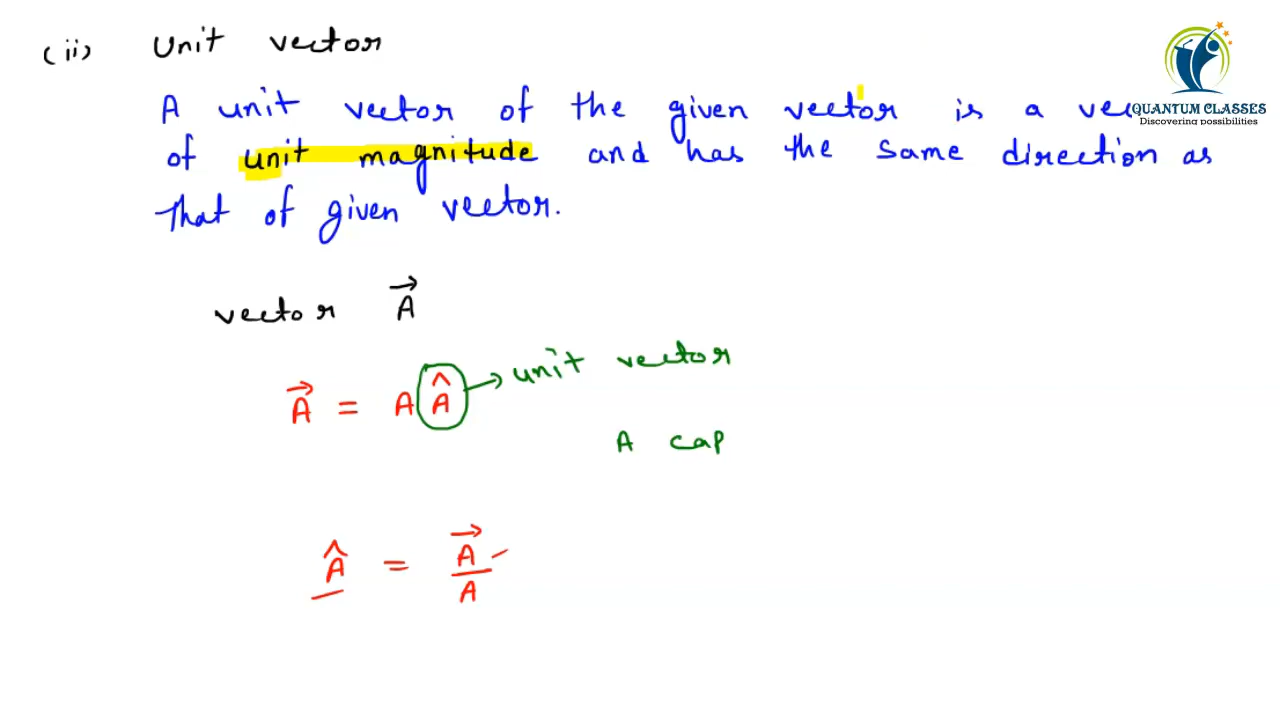 (ii) Unit vector
A unit vector of the given vector is a
QUANTUM CLASSES
Discovering possibilities
of unit magnitude and has the same direction as
that of given vector.
vector A⃗
A⃗ = A Â → unit vector
A cap
Â = A⃗ / A